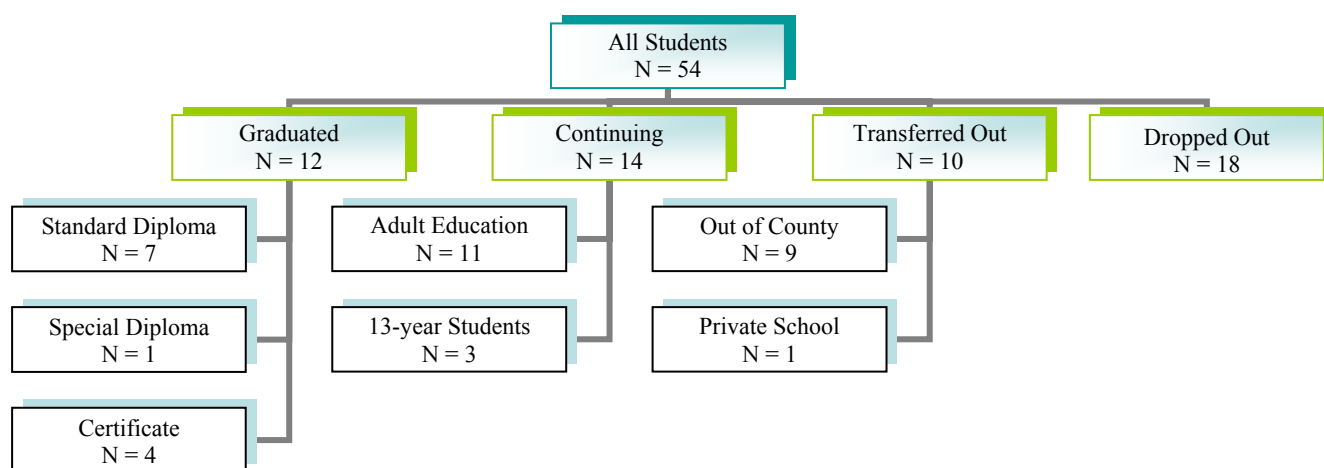 All Students
N = 54
Graduated
N = 12
Continuing
N = 14
Transferred Out
N = 10
Dropped Out
N = 18
Standard Diploma
N = 7
Adult Education
N = 11
Out of County
N = 9
Special Diploma
N = 1
13-year Students
N = 3
Private School
N = 1
Certificate
N = 4